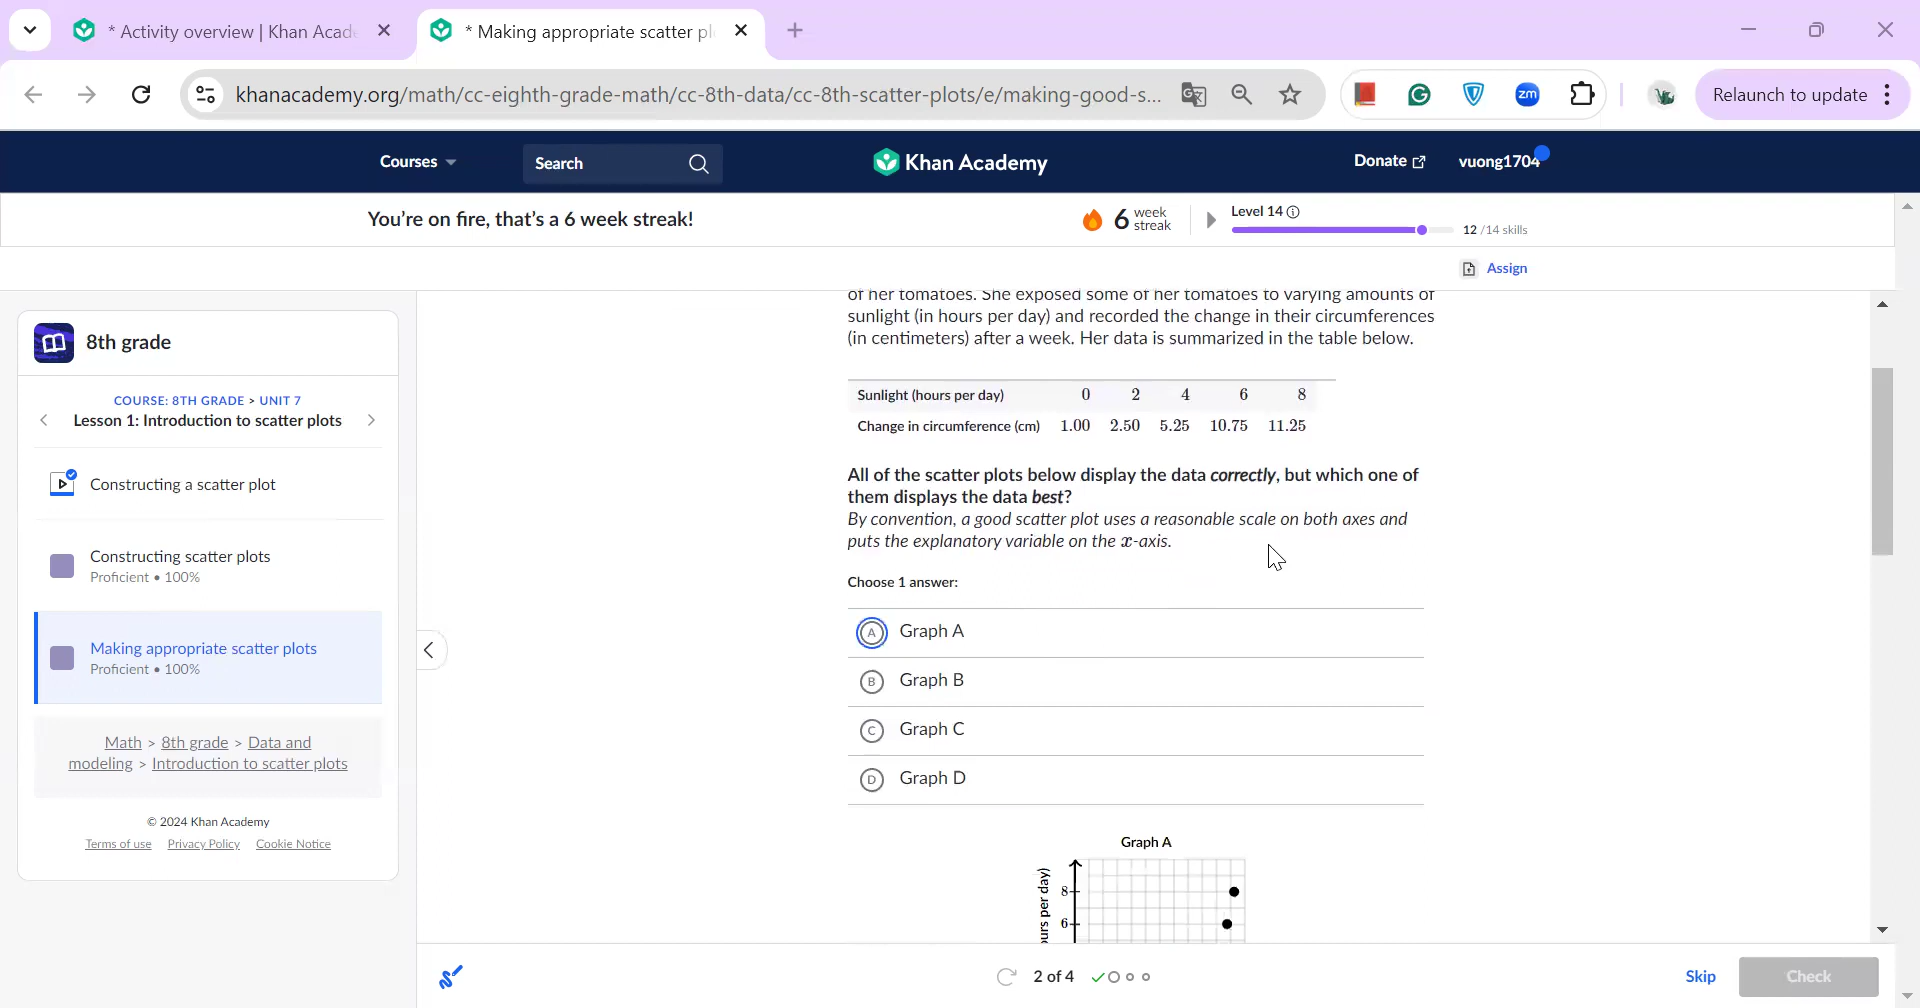 * Activity overview | Khan Acad
* Making appropriate scatter pl
khanacademy.org/math/cc-eighth-grade-math/cc-8th-data/cc-8th-scatter-plots/e/making-good-s...
zm
Relaunch to update
Courses
Search
Khan Academy
Donate
vuong1704
You're on fire, that's a 6 week streak!
6 week streak
Level 14
12 /14 skills
Assign
8th grade
COURSE: 8TH GRADE > UNIT 7
Lesson 1: Introduction to scatter plots
Constructing a scatter plot
Constructing scatter plots
Proficient • 100%
Making appropriate scatter plots
Proficient • 100%
Math > 8th grade > Data and
modeling > Introduction to scatter plots
© 2024 Khan Academy
Terms of use Privacy Policy Cookie Notice
of her tomatoes. She exposed some of her tomatoes to varying amounts of
sunlight (in hours per day) and recorded the change in their circumferences
(in centimeters) after a week. Her data is summarized in the table below.
Sunlight (hours per day) 0 2 4 6 8
Change in circumference (cm) 1.00 2.50 5.25 10.75 11.25
All of the scatter plots below display the data correctly, but which one of
them displays the data best?
By convention, a good scatter plot uses a reasonable scale on both axes and
puts the explanatory variable on the x-axis.
Choose 1 answer:
A Graph A
B Graph B
C Graph C
D Graph D
Graph A
ours per day)
8
6
2 of 4
Skip
Check